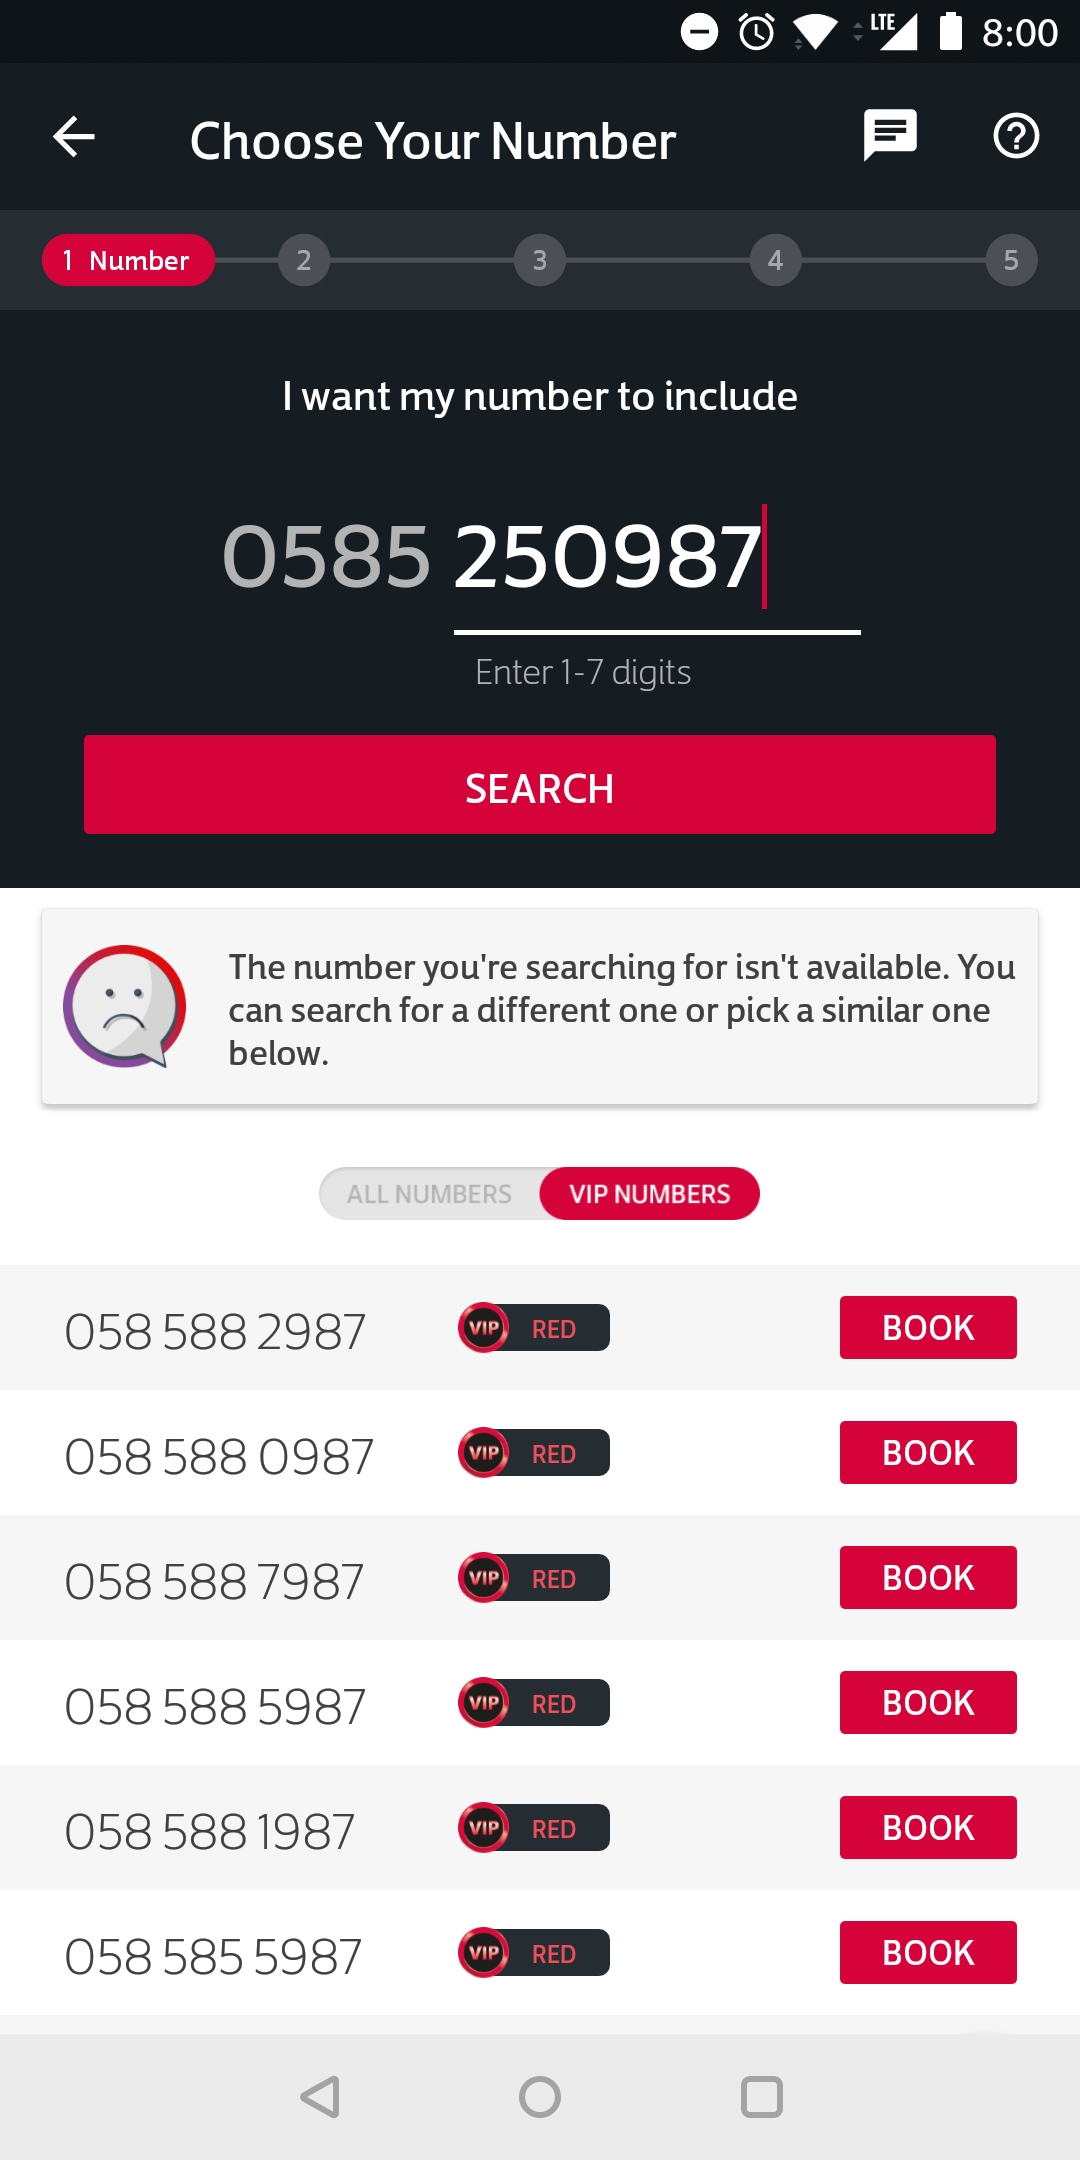 LTE 8:00
Choose Your Number
1 Number 2 3 4 5
I want my number to include
0585 250987
Enter 1-7 digits
SEARCH
The number you're searching for isn't available. You
can search for a different one or pick a similar one
below.
ALL NUMBERS VIP NUMBERS
058 588 2987 VIP RED BOOK
058 588 0987 VIP RED BOOK
058 588 7987 VIP RED BOOK
058 588 5987 VIP RED BOOK
058 588 1987 VIP RED BOOK
058 585 5987 VIP RED BOOK